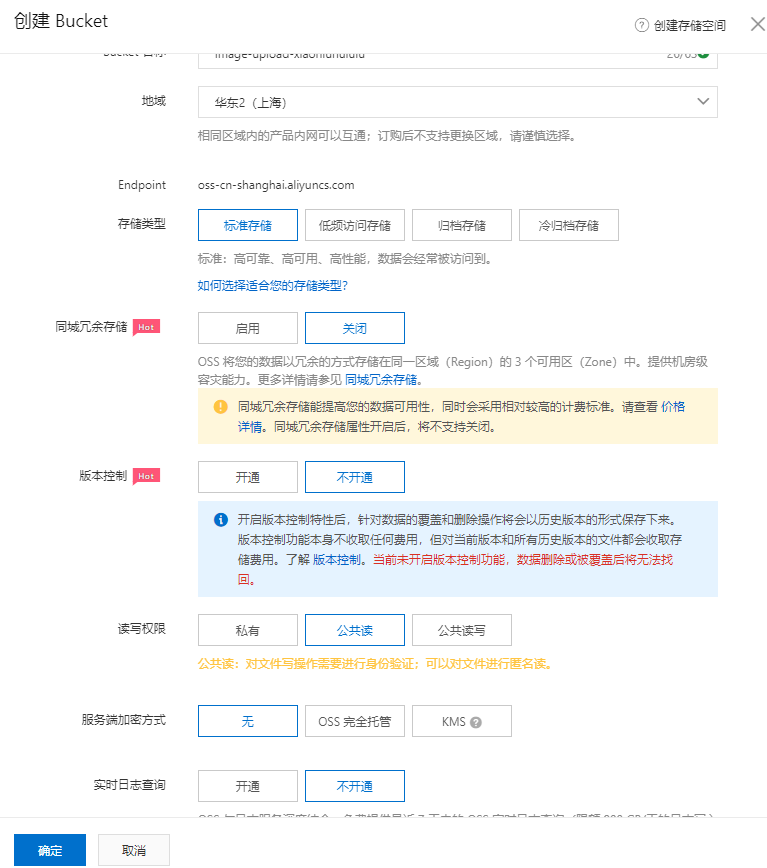 创建 Bucket
创建存储空间
Bucket 名称
image-upload-xiaoniuhululu
26/63
地域
华东2（上海）
相同区域内的产品内网可以互通；订购后不支持更换区域，请谨慎选择。
Endpoint
oss-cn-shanghai.aliyuncs.com
存储类型
标准存储 低频访问存储 归档存储 冷归档存储
标准：高可靠、高可用、高性能，数据会经常被访问到。
如何选择适合您的存储类型?
同城冗余存储 Hot
启用 关闭
OSS 将您的数据以冗余的方式存储在同一区域（Region）的 3 个可用区（Zone）中。提供机房级
容灾能力。更多详情请参见 同城冗余存储。
同城冗余存储能提高您的数据可用性，同时会采用相对较高的计费标准。请查看 价格
详情。同城冗余存储属性开启后，将不支持关闭。
版本控制 Hot
开通 不开通
开启版本控制特性后，针对数据的覆盖和删除操作将会以历史版本的形式保存下来。
版本控制功能本身不收取任何费用，但对当前版本和所有历史版本的文件都会收取存
储费用。了解 版本控制。当前未开启版本控制功能，数据删除或被覆盖后将无法找
回。
读写权限
私有 公共读 公共读写
公共读：对文件写操作需要进行身份验证；可以对文件进行匿名读。
服务端加密方式
无 OSS 完全托管 KMS
实时日志查询
开通 不开通
确定 取消